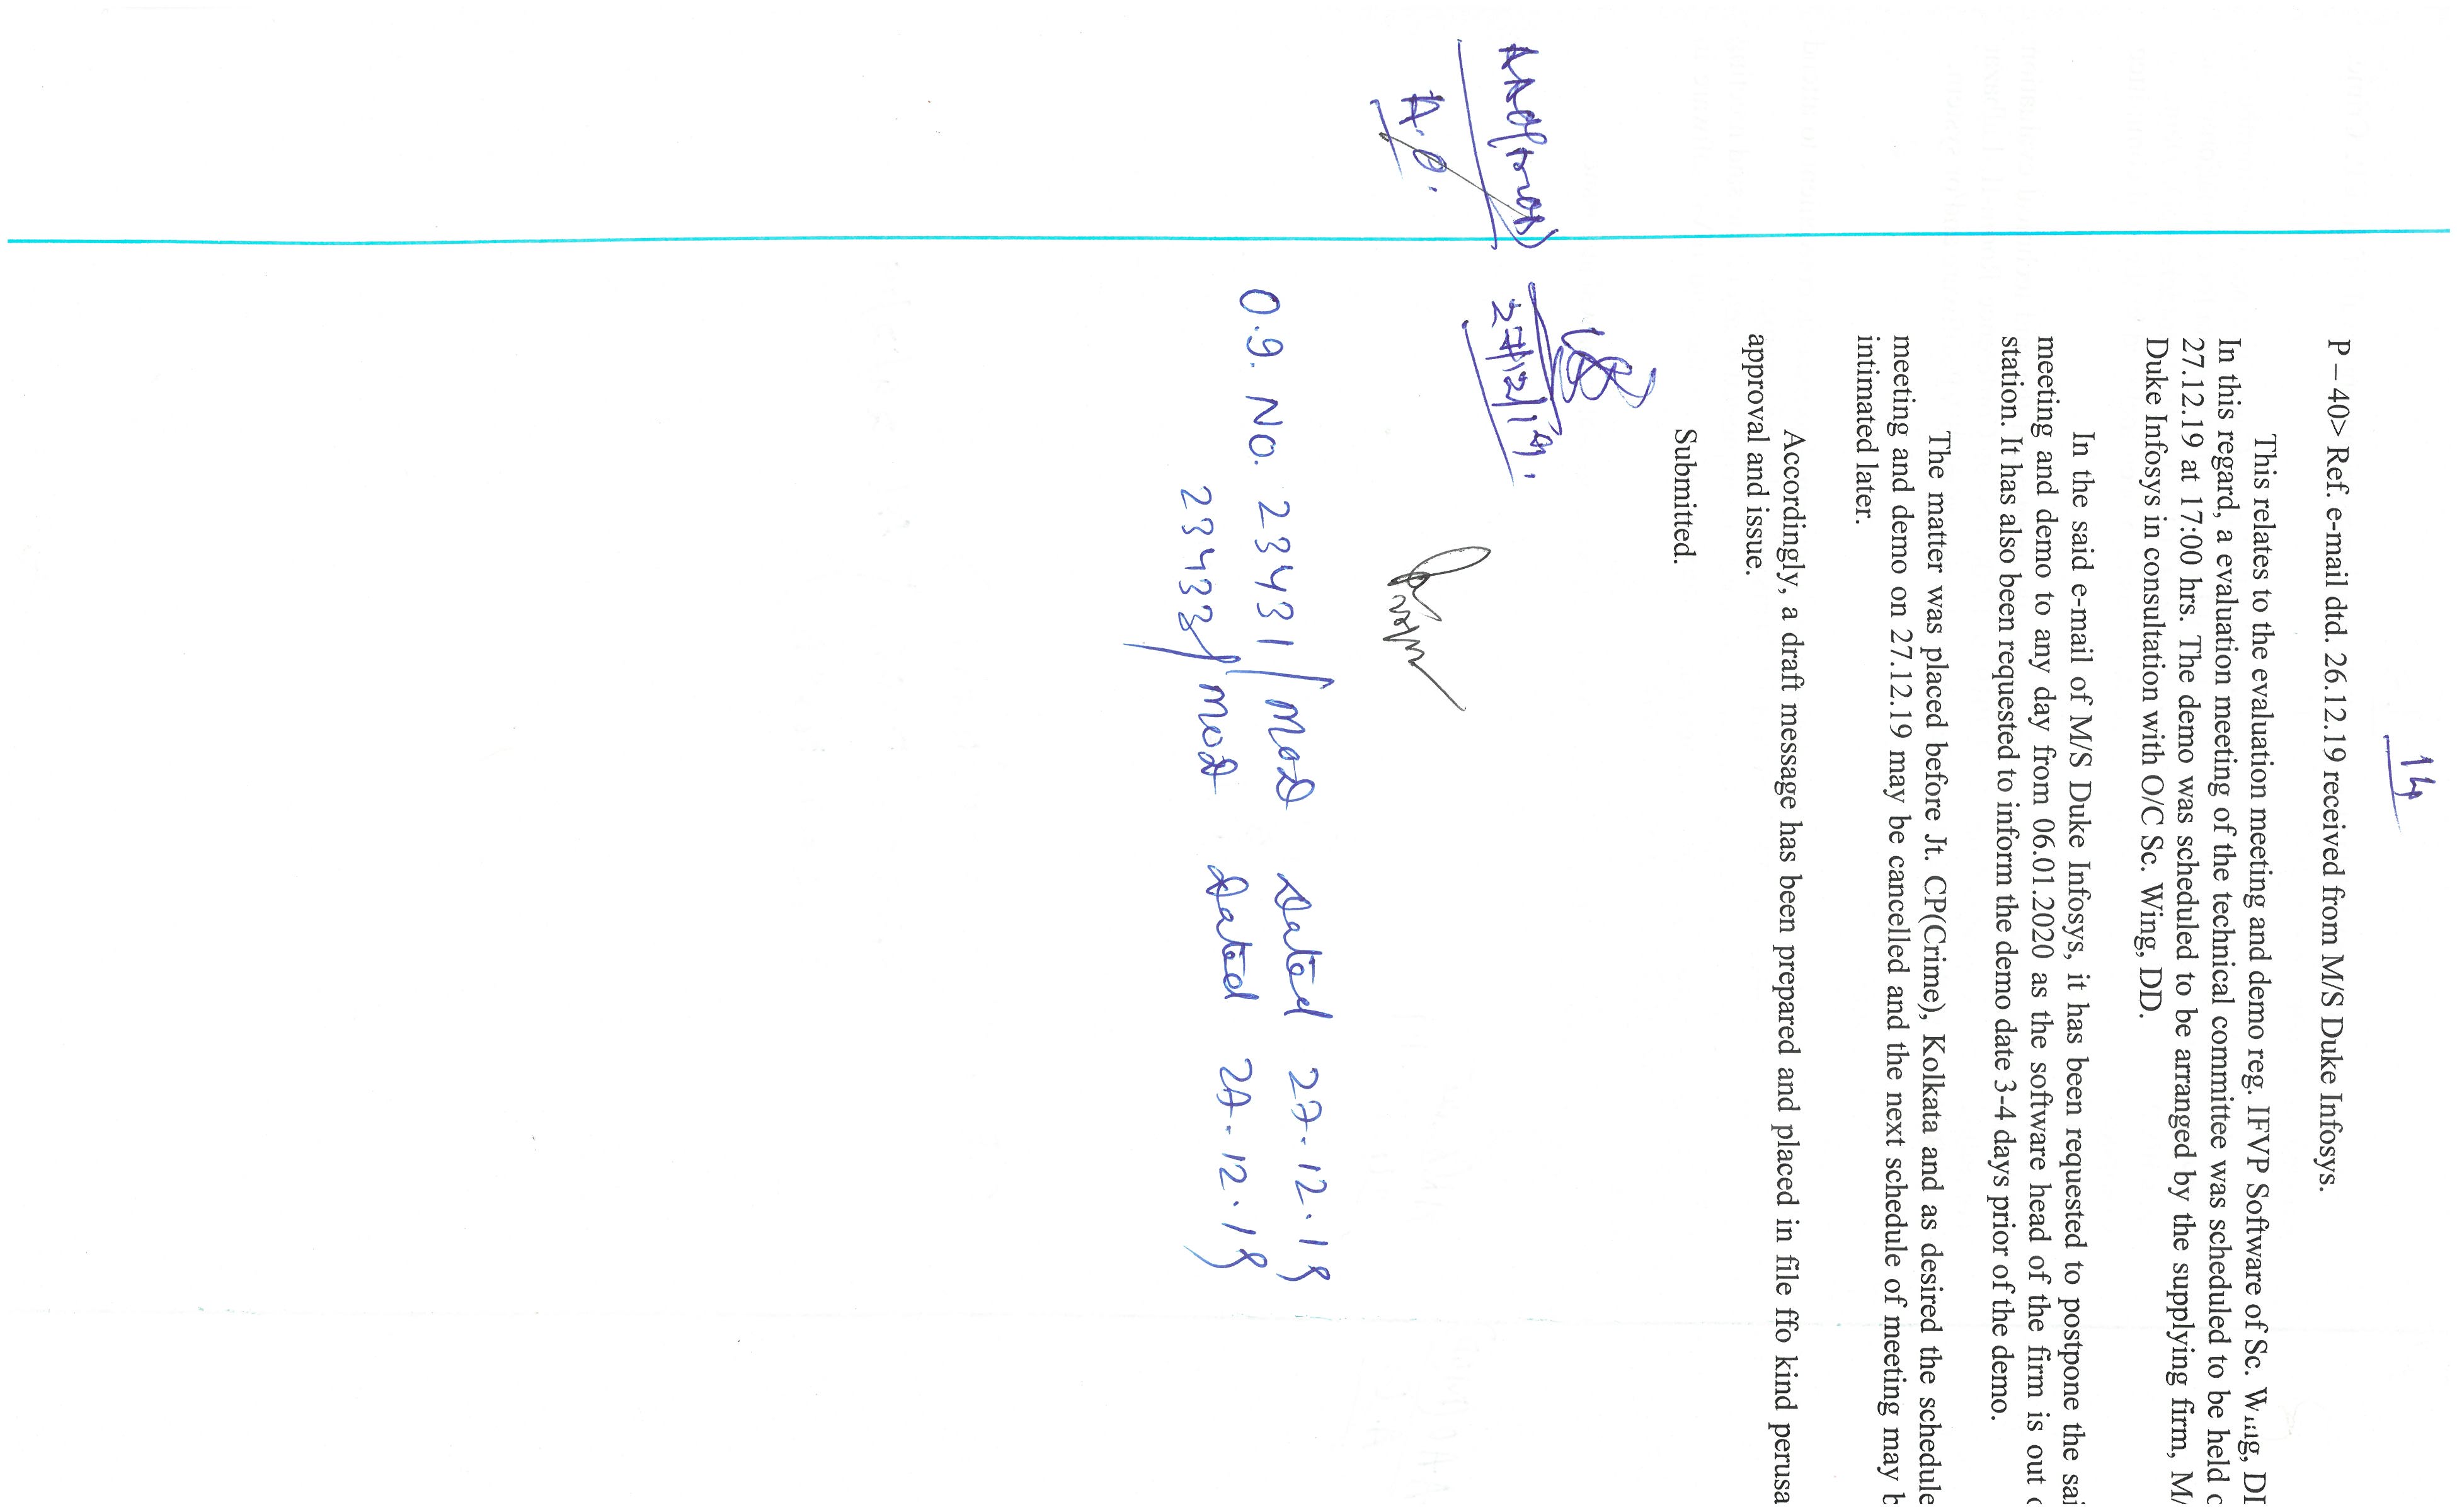 14
P – 40> Ref. e-mail dtd. 26.12.19 received from M/S Duke Infosys.
This relates to the evaluation meeting and demo reg. IFVP Software of Sc. Wing, DD
In this regard, a evaluation meeting of the technical committee was scheduled to be held o
27.12.19 at 17:00 hrs. The demo was scheduled to be arranged by the supplying firm, M/
Duke Infosys in consultation with O/C Sc. Wing, DD.
In the said e-mail of M/S Duke Infosys, it has been requested to postpone the sai
meeting and demo to any day from 06.01.2020 as the software head of the firm is out o
station. It has also been requested to inform the demo date 3-4 days prior of the demo.
The matter was placed before Jt. CP(Crime), Kolkata and as desired the schedule
meeting and demo on 27.12.19 may be cancelled and the next schedule of meeting may b
intimated later.
Accordingly, a draft message has been prepared and placed in file ffo kind perusa
approval and issue.
Submitted.
AAO(MOD)
27/12/19.
A.O.
O.g. No. 23431/MOD Dated 27.12.19
23433/MOD Dated 27.12.19